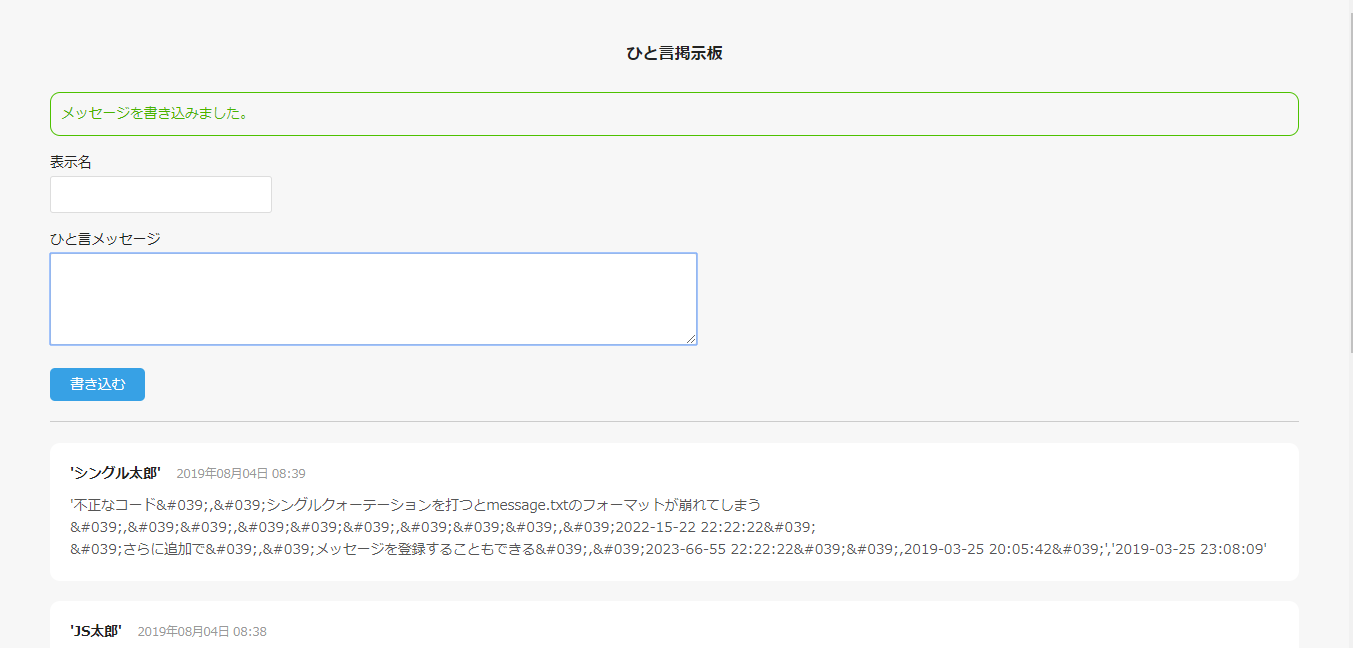 ひと言掲示板
メッセージを書き込みました。
表示名
ひと言メッセージ
書き込む
'シングル太郎' 2019年08月04日 08:39
'不正なコード&#039;,&#039;シングルクォーテーションを打つとmessage.txtのフォーマットが崩れてしまう
&#039;,&#039;&#039;,&#039;&#039;&#039;,&#039;&#039;&#039;,&#039;2022-15-22 22:22:22&#039;
&#039;さらに追加で&#039;,&#039;メッセージを登録することもできる&#039;,&#039;2023-66-55 22:22:22&#039;&#039;,2019-03-25 20:05:42&#039;','2019-03-25 23:08:09'
'JS太郎' 2019年08月04日 08:38